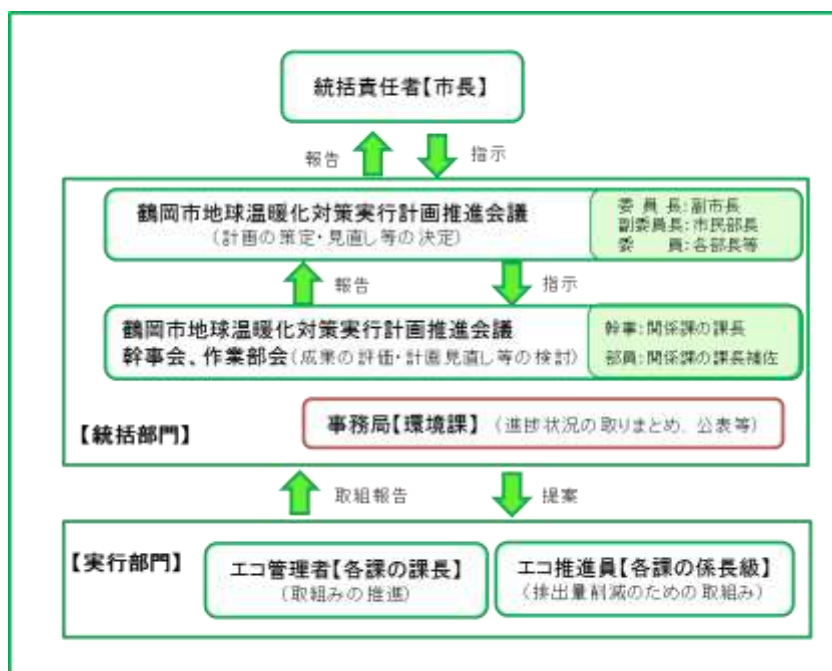 統括責任者【市長】
報告
指示
鶴岡市地球温暖化対策実行計画推進会議
(計画の策定・見直し等の決定)
委 員 長:副市長
副委員長:市民部長
委　　員:各部長等
報告
指示
鶴岡市地球温暖化対策実行計画推進会議
幹事会、作業部会(成果の評価・計画見直し等の検討)
幹事:関係課の課長
部員:関係課の課長補佐
【統括部門】
事務局【環境課】(進捗状況の取りまとめ、公表等)
取組報告
提案
【実行部門】
エコ管理者【各課の課長】
(取組みの推進)
エコ推進員【各課の係長級】
(排出量削減のための取組み)